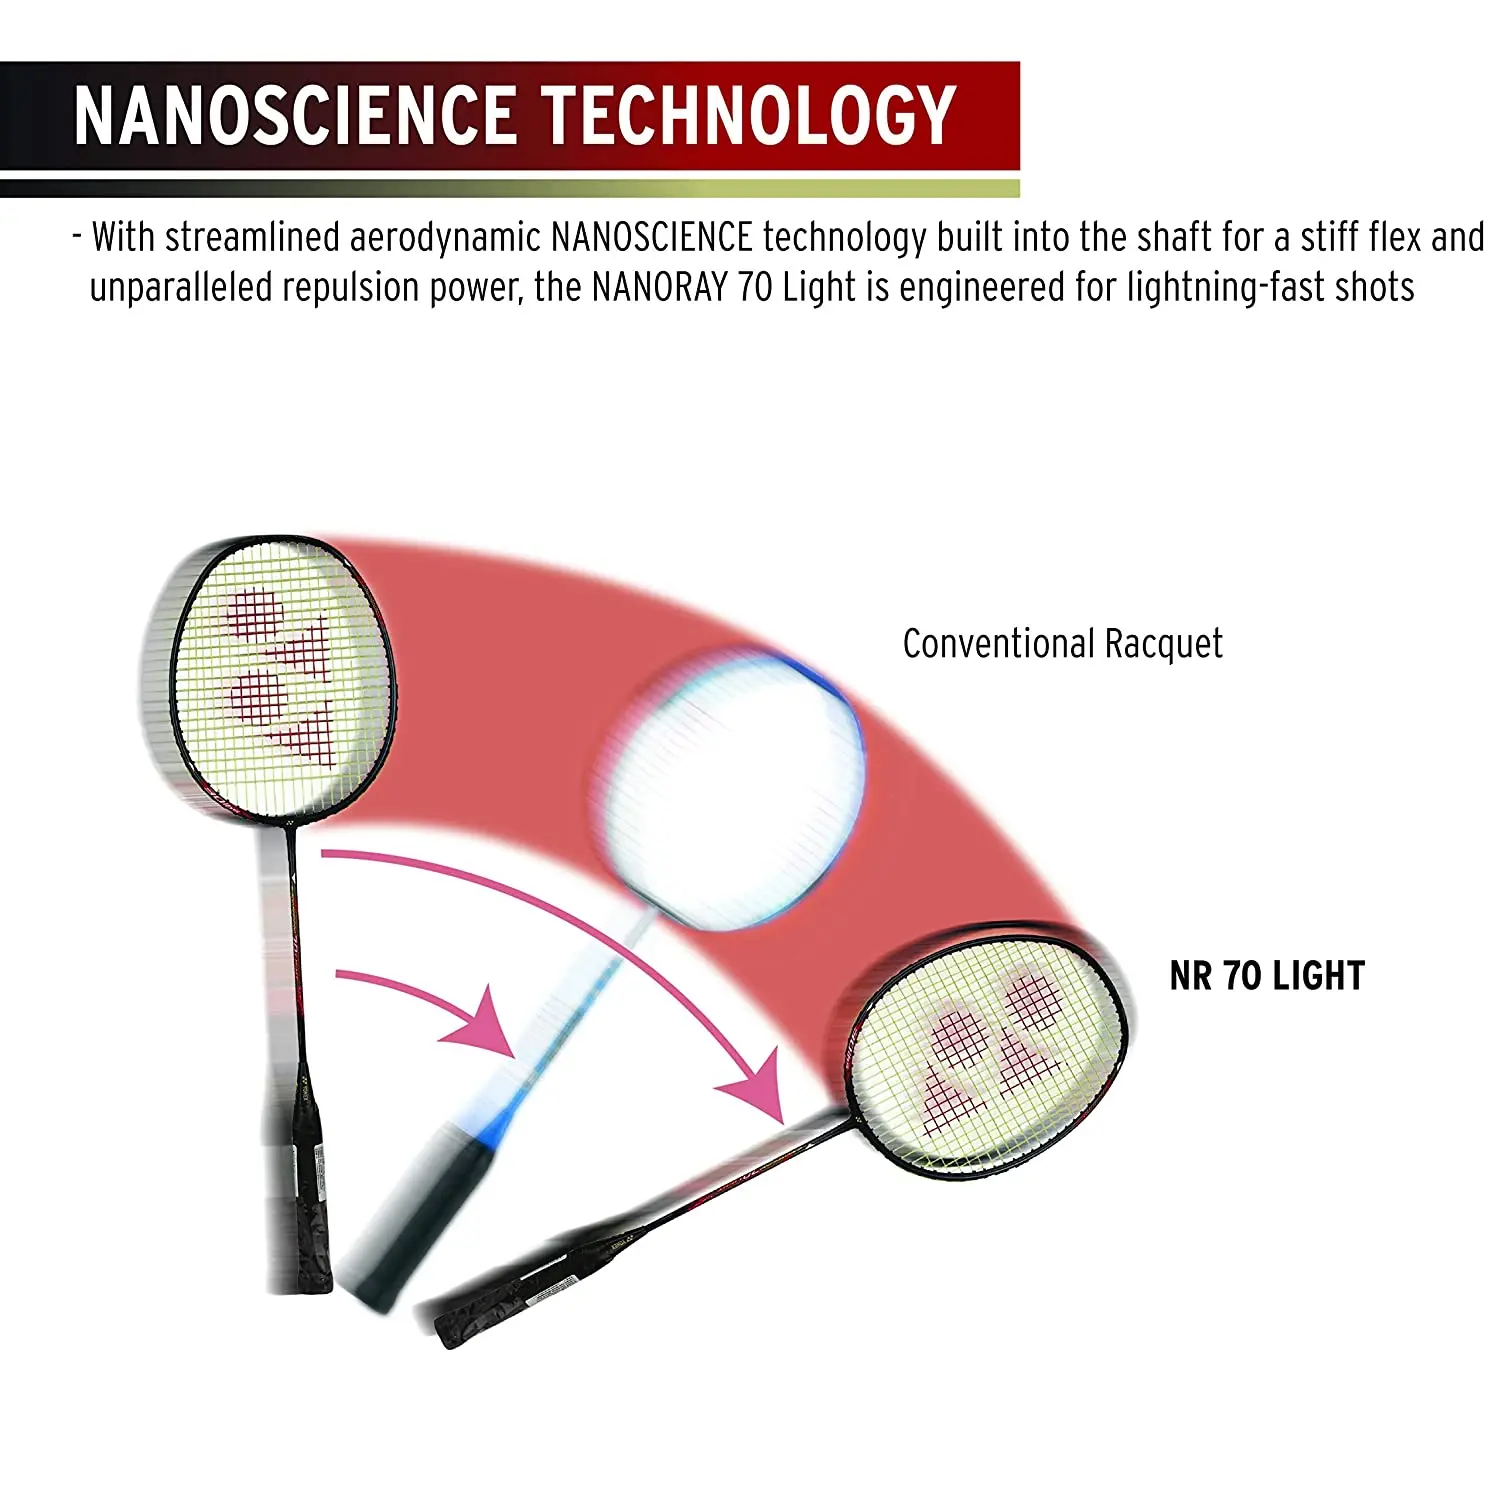 NANOSCIENCE TECHNOLOGY
- With streamlined aerodynamic NANOSCIENCE technology built into the shaft for a stiff flex and
unparalleled repulsion power, the NANORAY 70 Light is engineered for lightning-fast shots
Conventional Racquet
NR 70 LIGHT